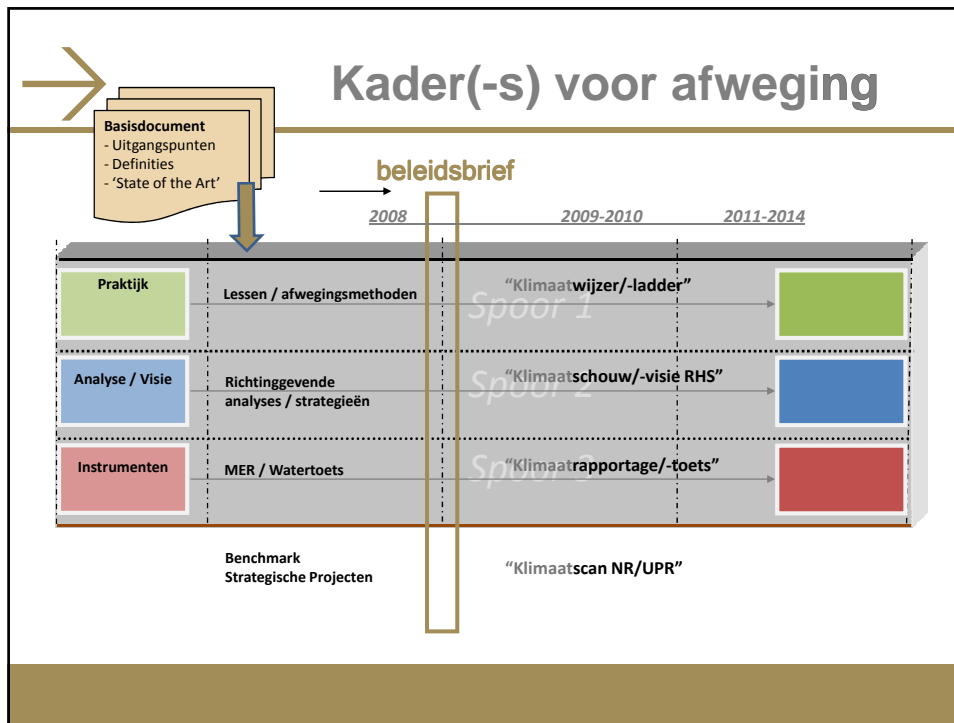 Kader(-s) voor afweging
Basisdocument
- Uitgangspunten
- Definities
- ‘State of the Art’
beleidsbrief
2008
2009-2010
2011-2014
Praktijk
Lessen / afwegingsmethoden
Spoor 1
“Klimaatwijzer/-ladder”
Analyse / Visie
Richtinggevende
analyses / strategieën
Spoor 2
“Klimaatschouw/-visie RHS”
Instrumenten
MER / Watertoets
Spoor 3
“Klimaatrapportage/-toets”
Benchmark
Strategische Projecten
“Klimaatscan NR/UPR”